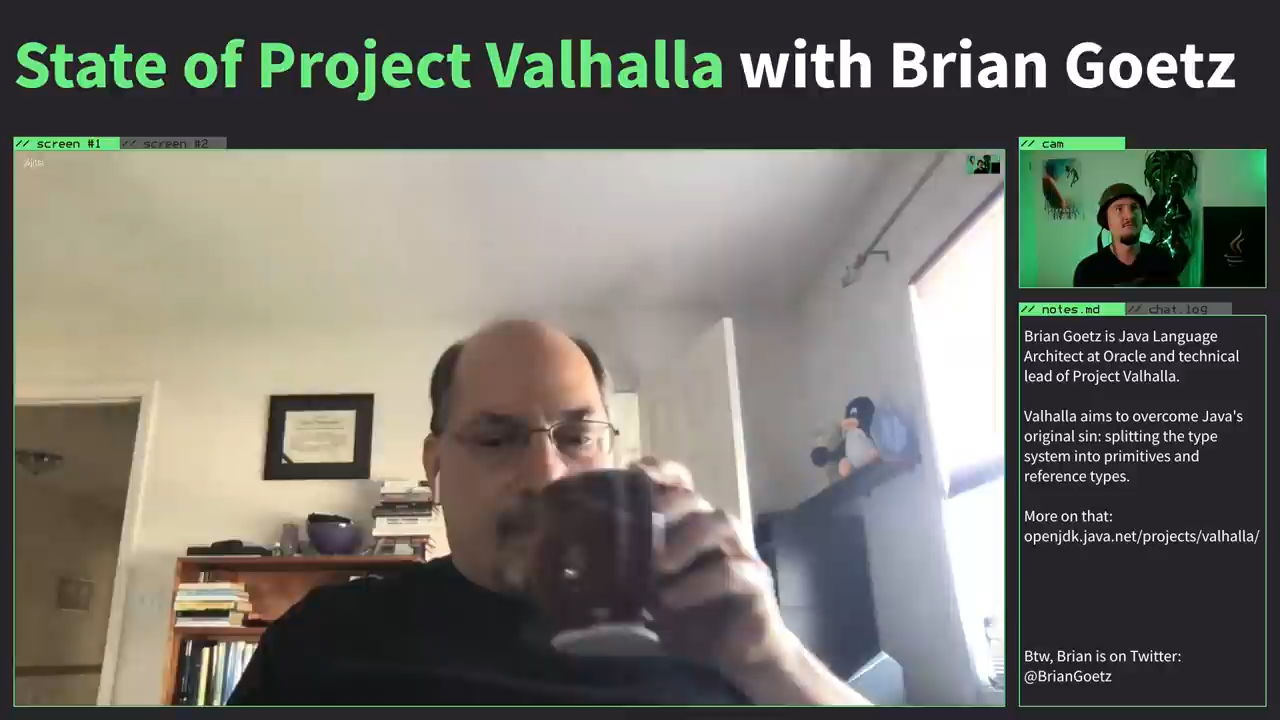 State of Project Valhalla with Brian Goetz
// screen #1
// screen #2
// cam
// notes.md
// chat.log
Brian Goetz is Java Language
Architect at Oracle and technical
lead of Project Valhalla.
Valhalla aims to overcome Java's
original sin: splitting the type
system into primitives and
reference types.
More on that:
openjdk.java.net/projects/valhalla/
Btw, Brian is on Twitter:
@BrianGoetz